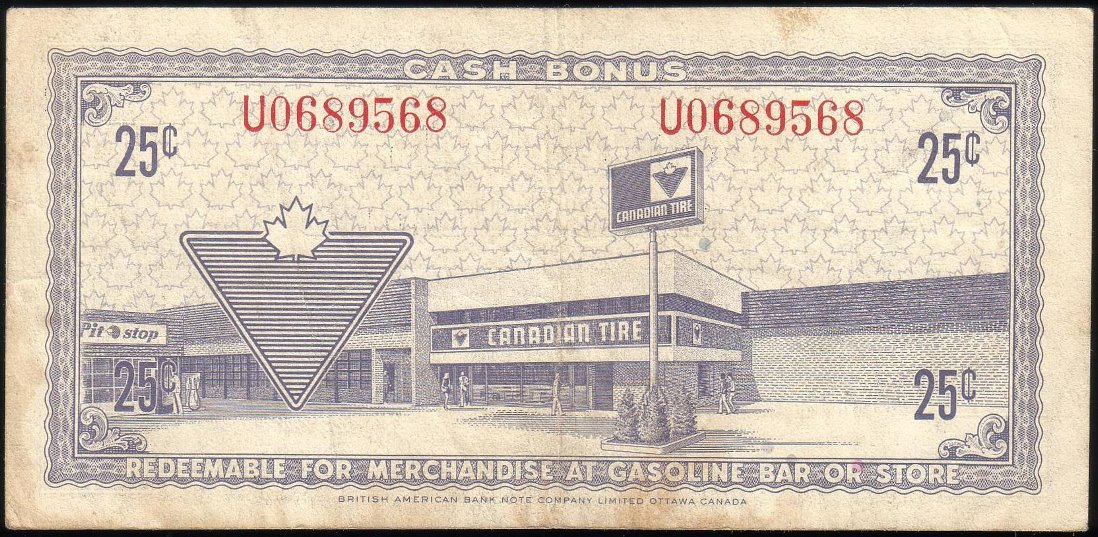 CASH BONUS
U0689568 U0689568
25¢ 25¢
CANADIAN TIRE
Pit stop
CANADIAN TIRE
25¢ 25¢
REDEEMABLE FOR MERCHANDISE AT GASOLINE BAR OR STORE
BRITISH AMERICAN BANK NOTE COMPANY LIMITED OTTAWA CANADA